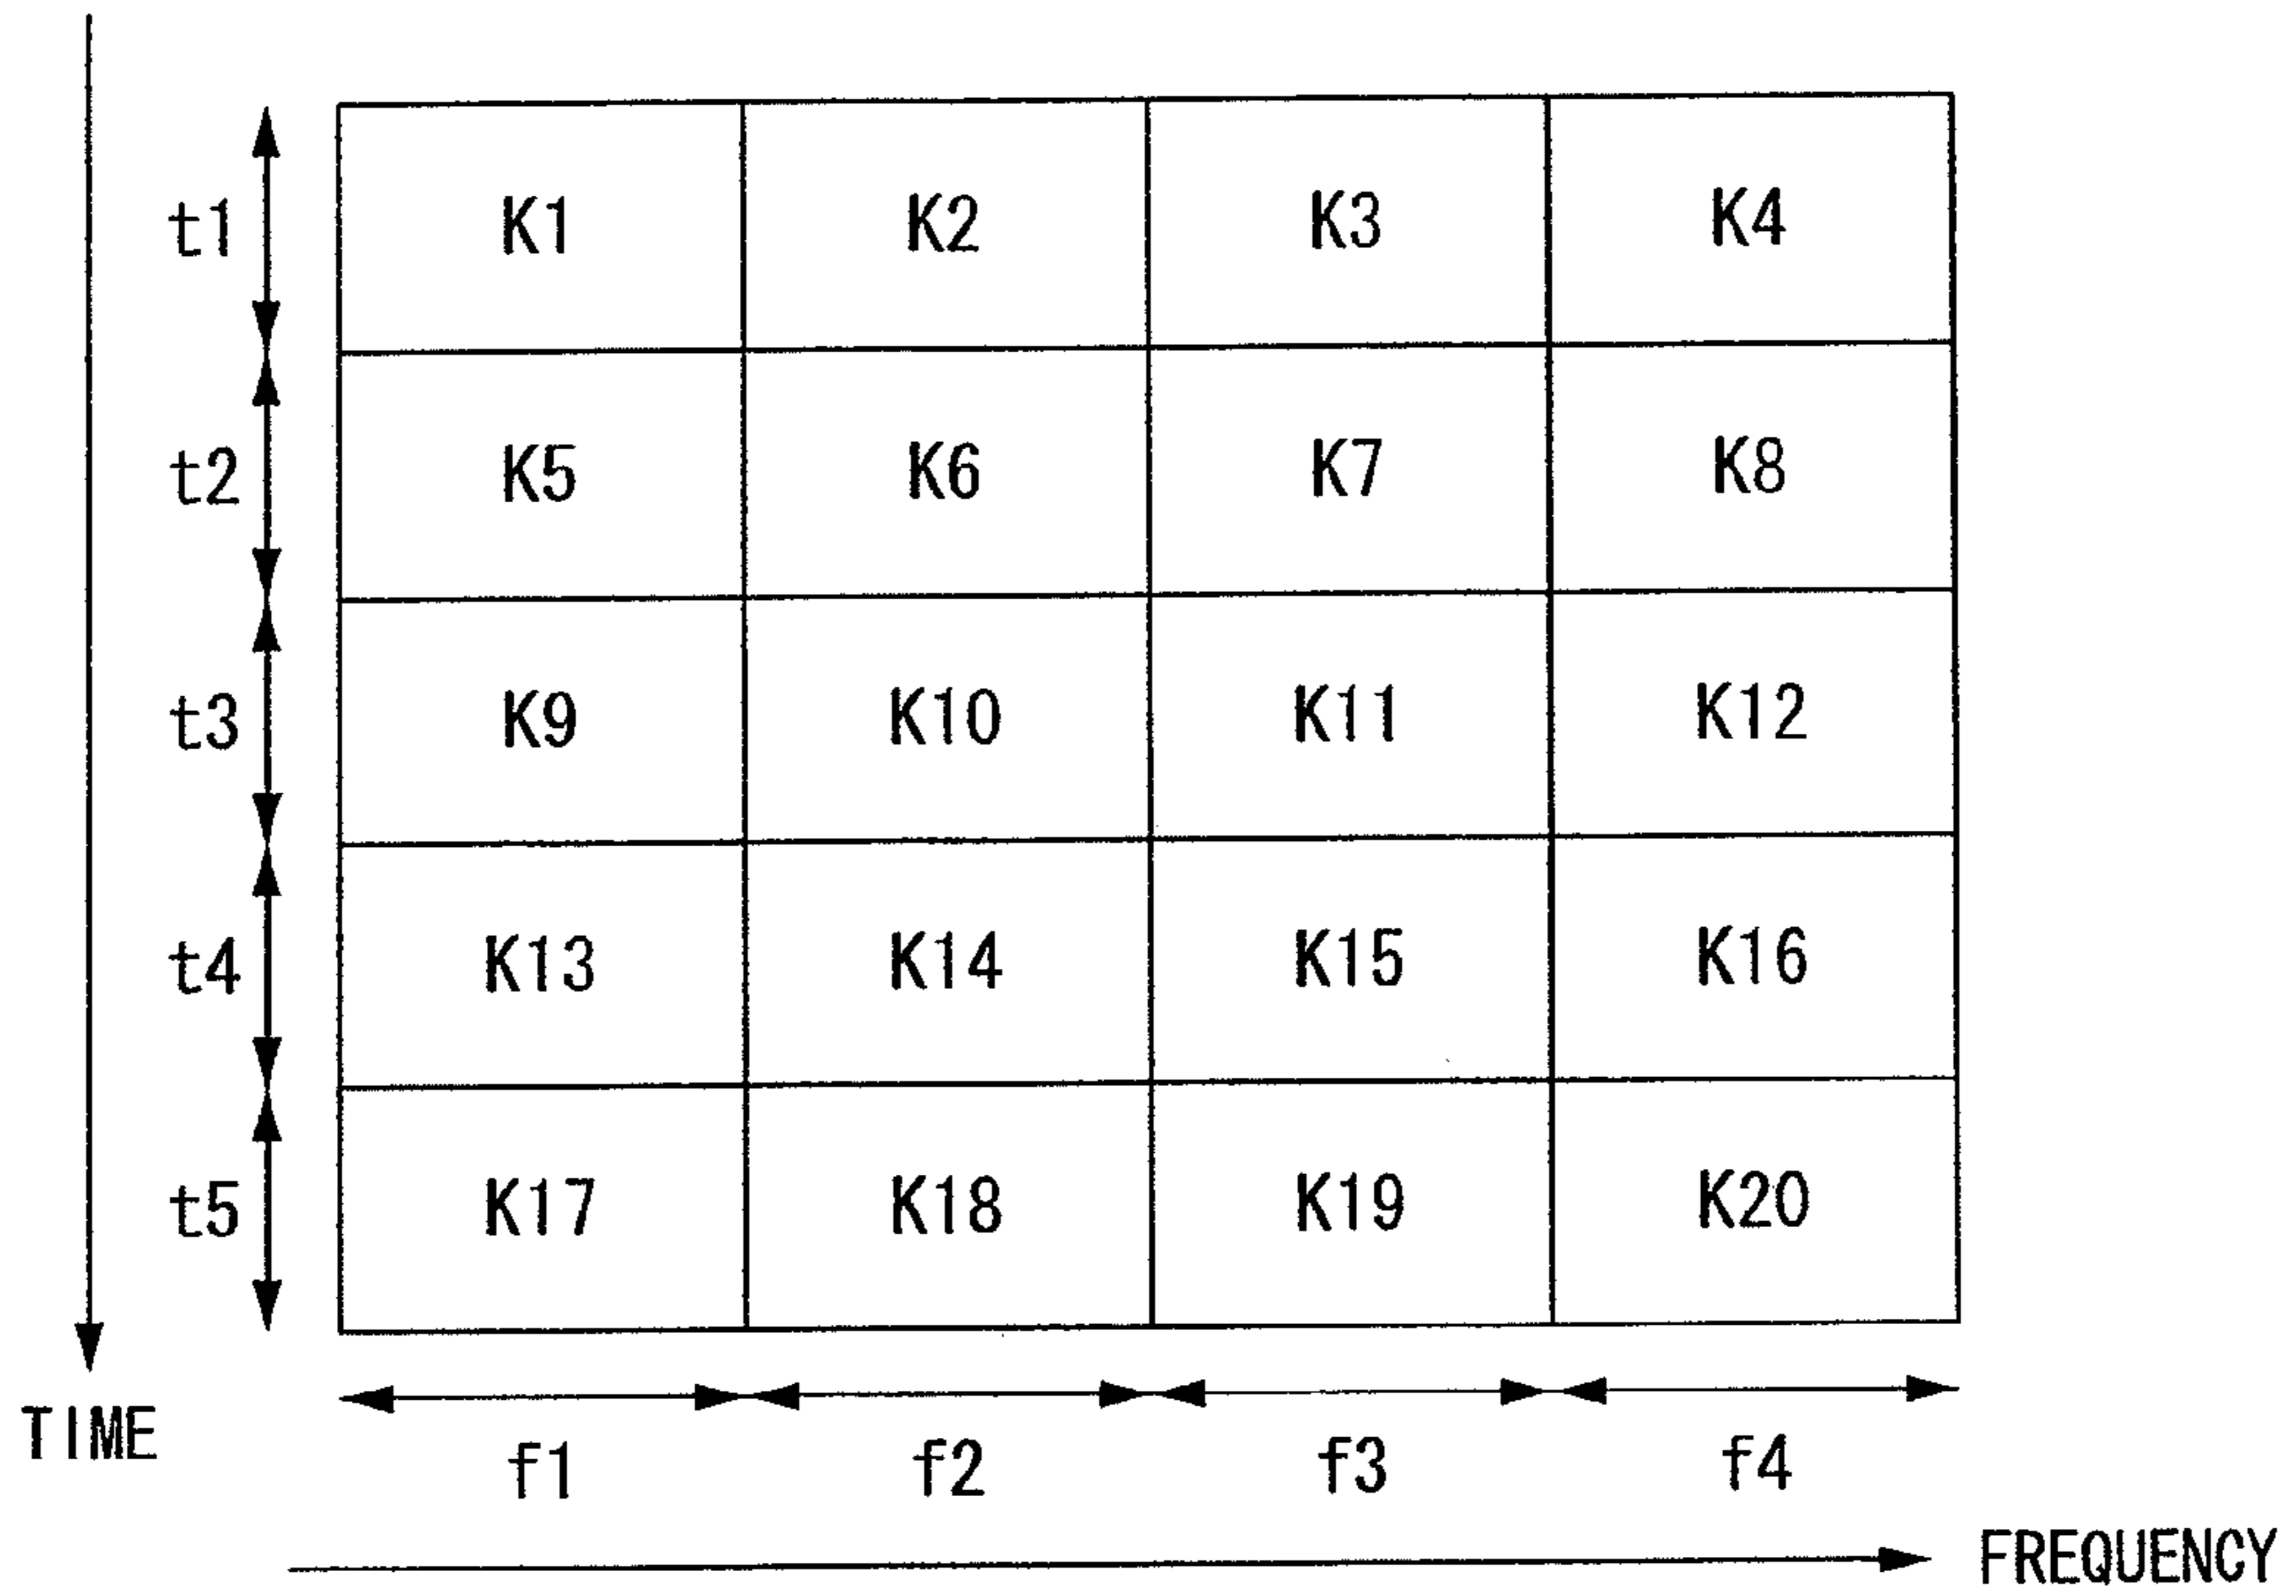 t1 K1 K2 K3 K4
t2 K5 K6 K7 K8
t3 K9 K10 K11 K12
t4 K13 K14 K15 K16
t5 K17 K18 K19 K20
TIME
f1 f2 f3 f4
FREQUENCY